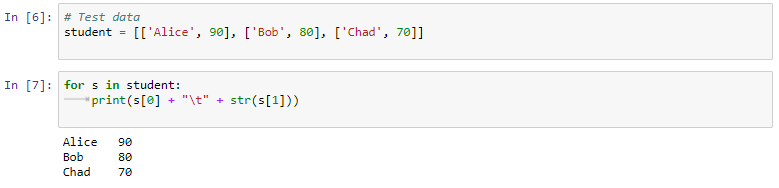 In [6]: # Test data
student = [['Alice', 90], ['Bob', 80], ['Chad', 70]]
In [7]: for s in student:
print(s[0] + "\t" + str(s[1]))
Alice 90
Bob 80
Chad 70